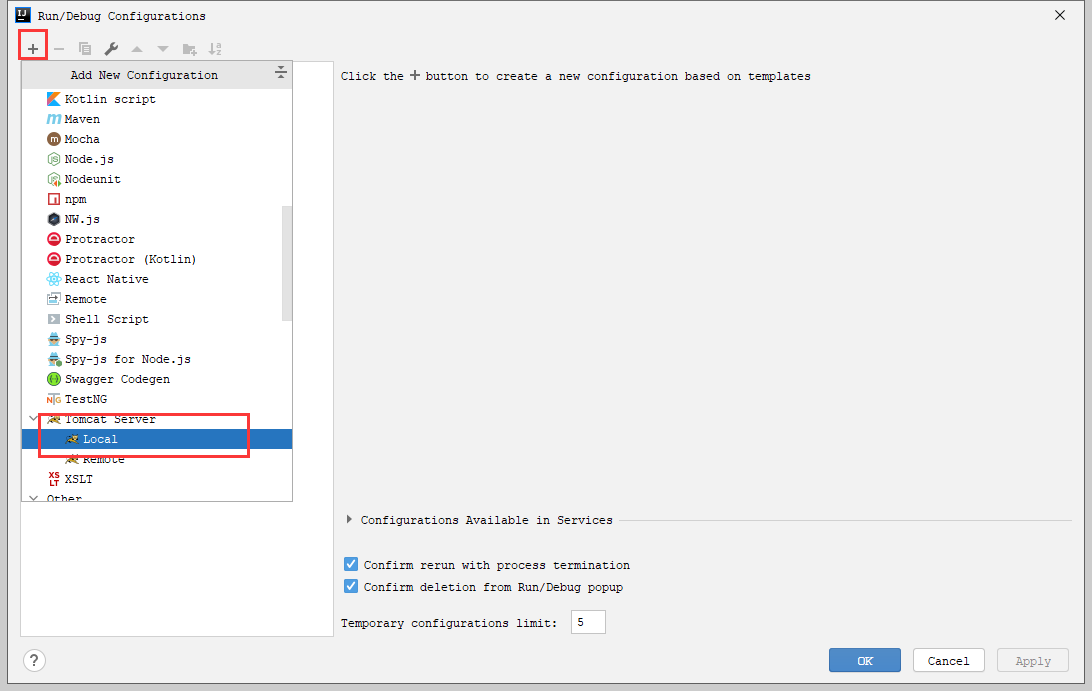 Run/Debug Configurations
Add New Configuration
Click the + button to create a new configuration based on templates
Kotlin script
Maven
Mocha
Node.js
Nodeunit
npm
NW.js
Protractor
Protractor (Kotlin)
React Native
Remote
Shell Script
Spy-js
Spy-js for Node.js
Swagger Codegen
TestNG
Tomcat Server
Local
Remote
XSLT
Other
Configurations Available in Services
Confirm rerun with process termination
Confirm deletion from Run/Debug popup
Temporary configurations limit: 5
? OK Cancel Apply